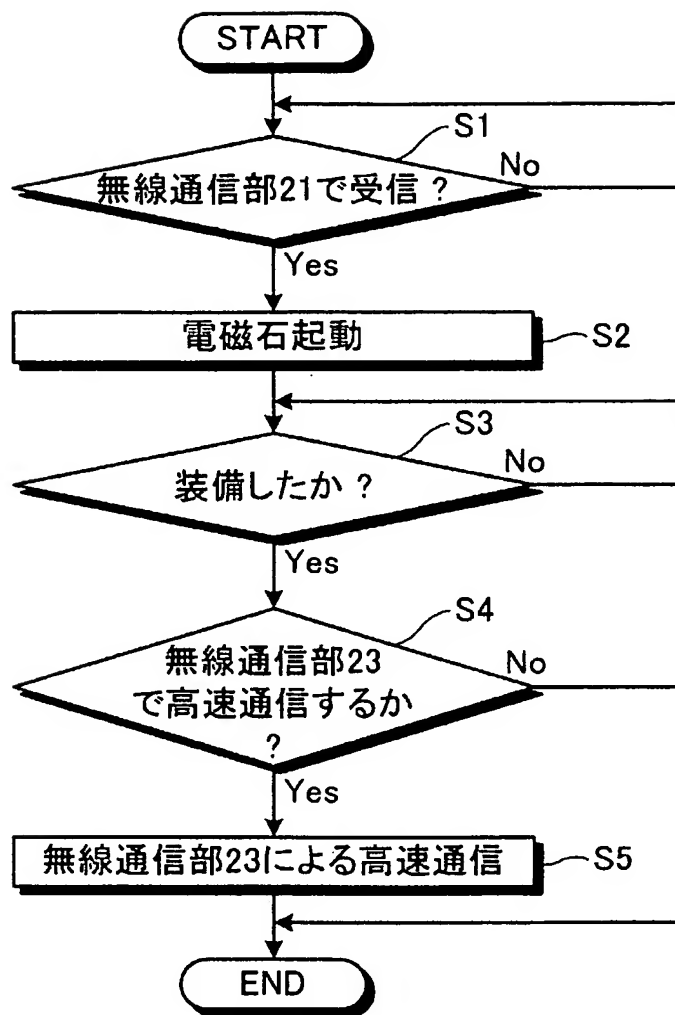 START
S1
無線通信部21で受信？
No
Yes
電磁石起動
S2
S3
装備したか？
No
Yes
S4
無線通信部23
で高速通信するか
？
No
Yes
無線通信部23による高速通信
S5
END